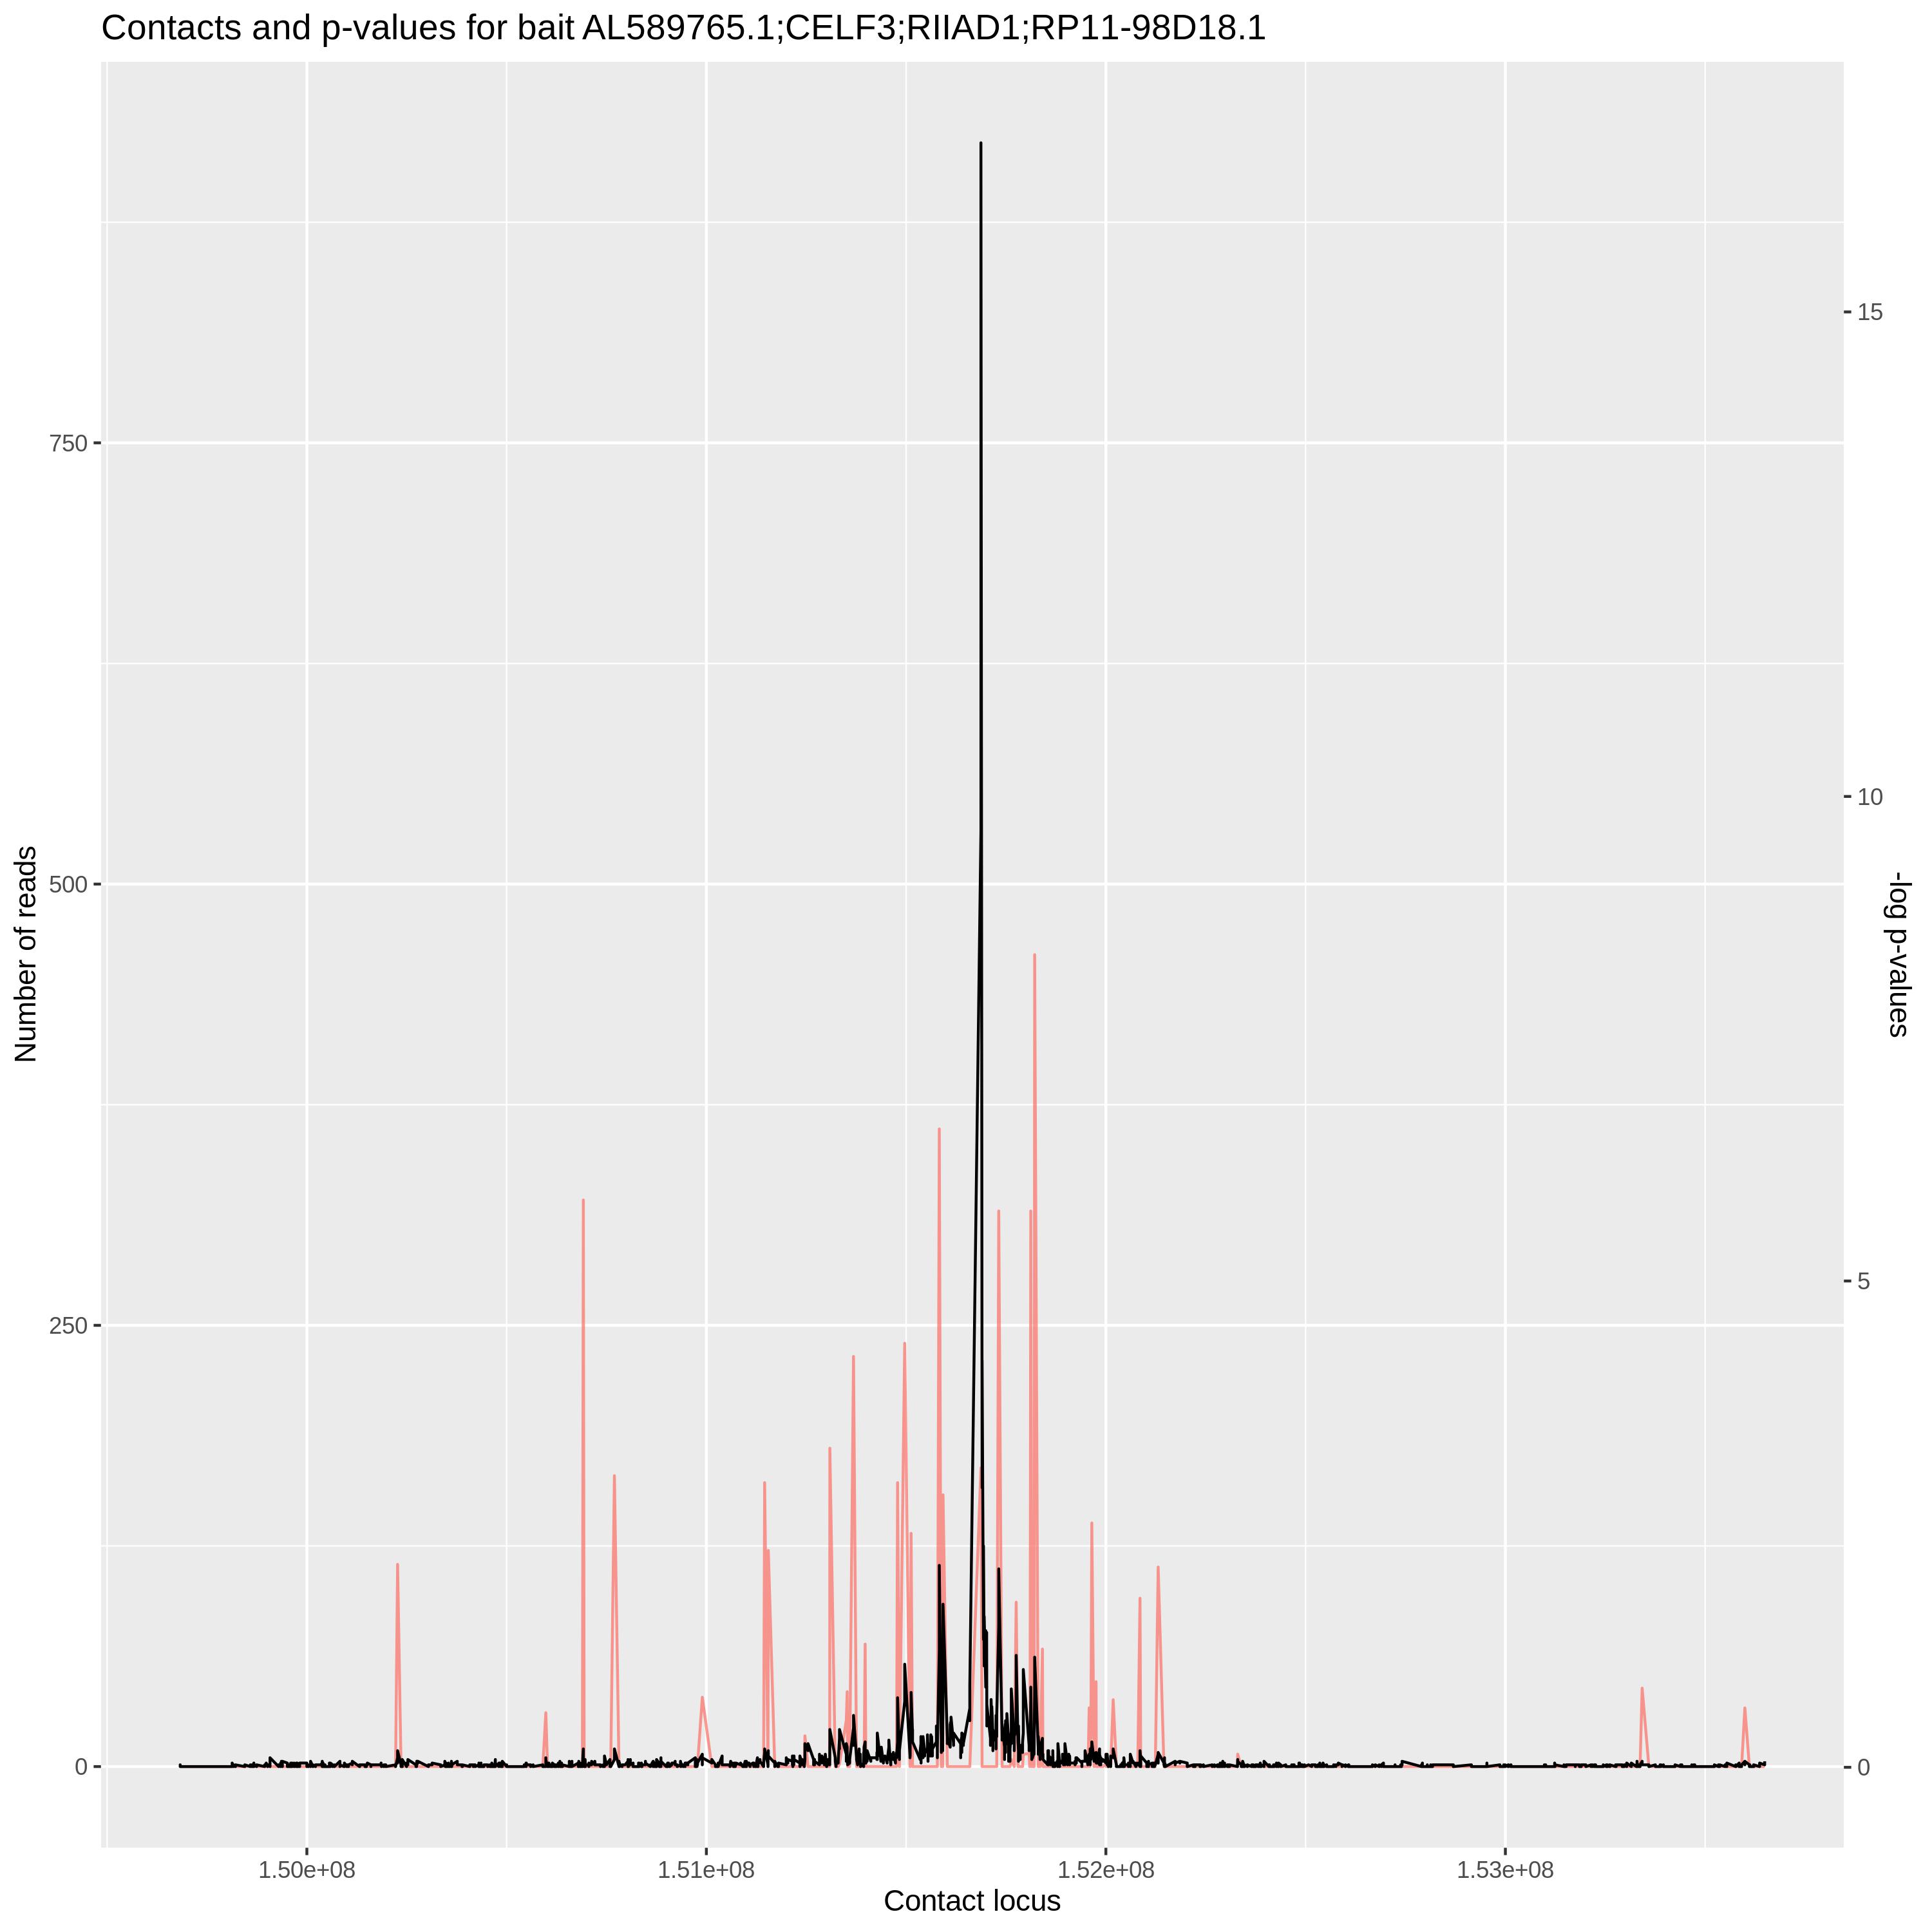 Contacts and p-values for bait AL589765.1;CELF3;RIIAD1;RP11-98D18.1
Number of reads
750
500
250
0
15
10
5
0
-log p-values
1.50e+08
1.51e+08
1.52e+08
1.53e+08
Contact locus